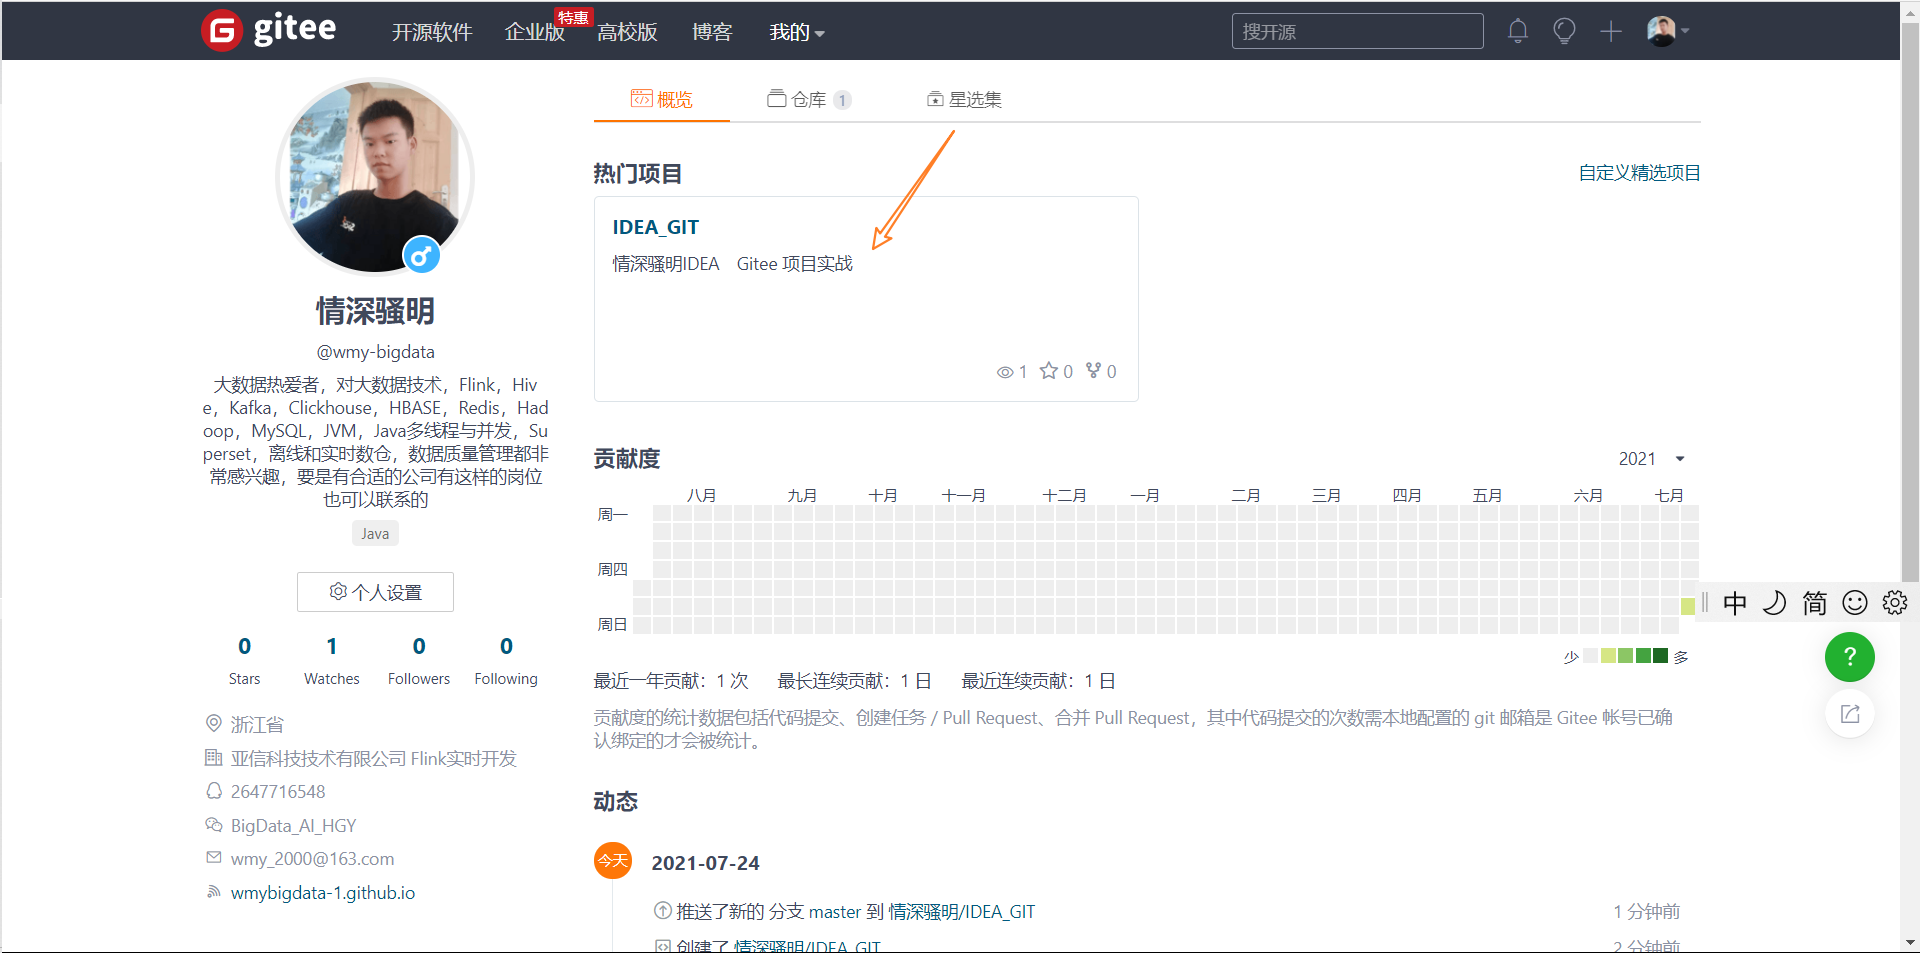 gitee
开源软件 企业版 特惠 高校版 博客 我的
搜开源
概览 仓库 1 星选集
情深骚明
@wmy-bigdata
大数据热爱者，对大数据技术，Flink，Hiv
e，Kafka，Clickhouse，HBASE，Redis，Had
oop，MySQL，JVM，Java多线程与并发，Su
perset，离线和实时数仓，数据质量管理都非
常感兴趣，要是有合适的公司有这样的岗位
也可以联系的
Java
个人设置
0 1 0 0
Stars Watches Followers Following
浙江省
亚信科技技术有限公司 Flink实时开发
2647716548
BigData_AI_HGY
wmy_2000@163.com
wmybigdata-1.github.io
热门项目 自定义精选项目
IDEA_GIT
情深骚明IDEA Gitee 项目实战
1 0 0
贡献度 2021
八月 九月 十月 十一月 十二月 一月 二月 三月 四月 五月 六月 七月
周一
周四
周日
少 多
最近一年贡献：1 次 最长连续贡献：1 日 最近连续贡献：1 日
贡献度的统计数据包括代码提交、创建任务 / Pull Request、合并 Pull Request，其中代码提交的次数需本地配置的 git 邮箱是 Gitee 帐号已确
认绑定的才会被统计。
动态
今天 2021-07-24
推送了新的 分支 master 到 情深骚明/IDEA_GIT 1 分钟前
创建了 情深骚明/IDEA_GIT 2 分钟前
中 简
?